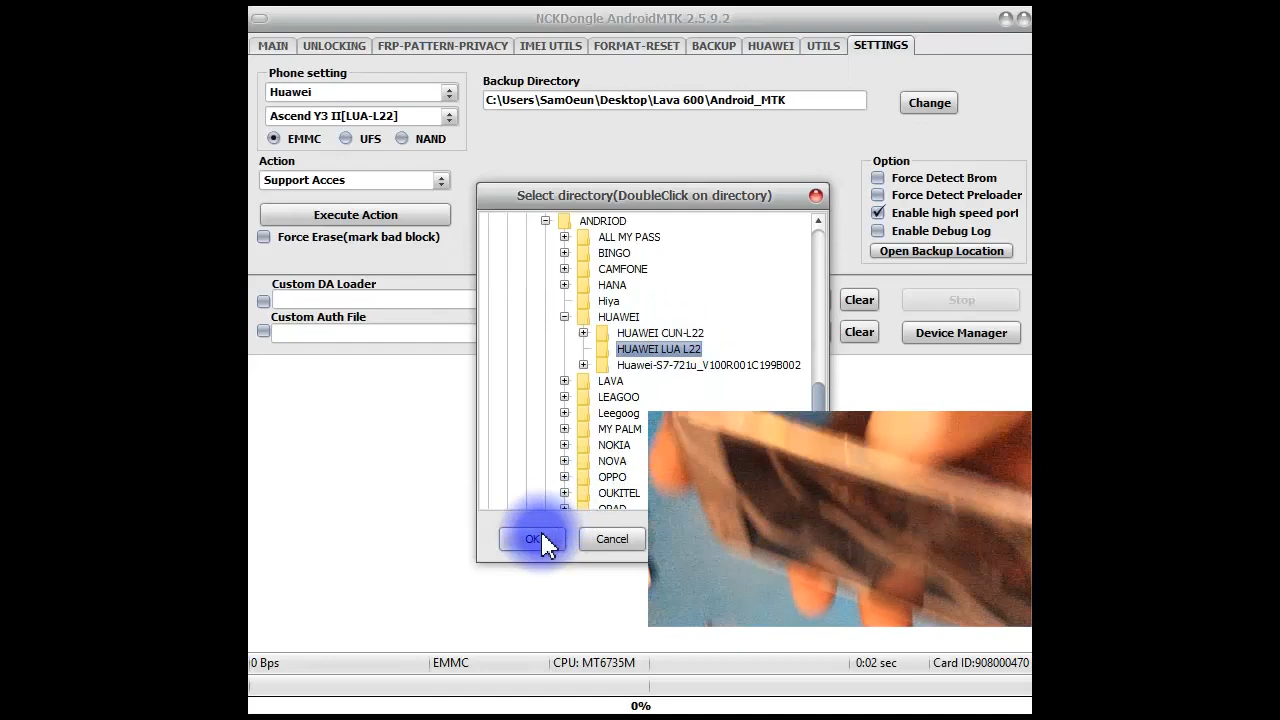 NCKDongle AndroidMTK 2.5.9.2
MAIN UNLOCKING FRP-PATTERN-PRIVACY IMEI UTILS FORMAT-RESET BACKUP HUAWEI UTILS SETTINGS
Phone setting
Huawei
Ascend Y3 II[LUA-L22]
EMMC UFS NAND
Backup Directory
C:\Users\SamOeun\Desktop\Lava 600\Android_MTK
Change
Action
Support Acces
Execute Action
Force Erase(mark bad block)
Option
Force Detect Brom
Force Detect Preloader
Enable high speed port
Enable Debug Log
Open Backup Location
Custom DA Loader
Clear
Stop
Custom Auth File
Clear
Device Manager
Select directory(DoubleClick on directory)
ANDRIOD
ALL MY PASS
BINGO
CAMFONE
HANA
Hiya
HUAWEI
HUAWEI CUN-L22
HUAWEI LUA L22
Huawei-S7-721u_V100R001C199B002
LAVA
LEAGOO
Leegoog
MY PALM
NOKIA
NOVA
OPPO
OUKITEL
OK Cancel
0 Bps EMMC CPU: MT6735M 0:02 sec Card ID:908000470
0%